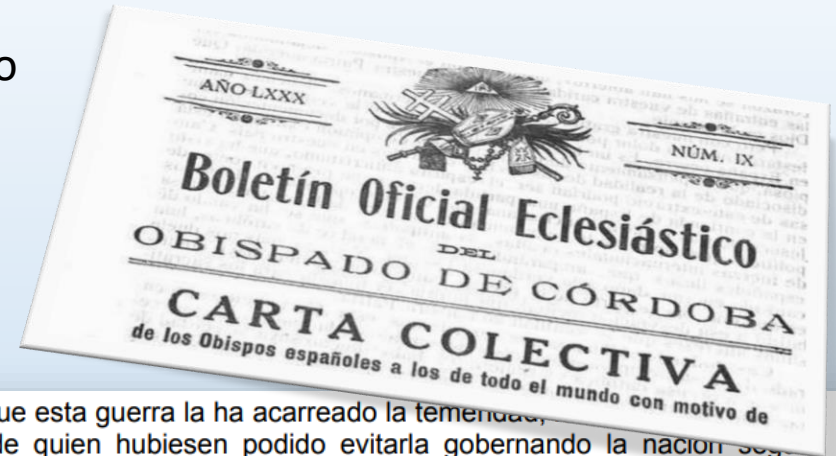 o
AÑO LXXX
NÚM. IX
Boletín Oficial Eclesiástico
DEL
OBISPADO DE CÓRDOBA
CARTA COLECTIVA
de los Obispos españoles a los de todo el mundo con motivo de
ue esta guerra la ha acarreado la temeridad,
de quien hubiesen podido evitarla gobernando la nación